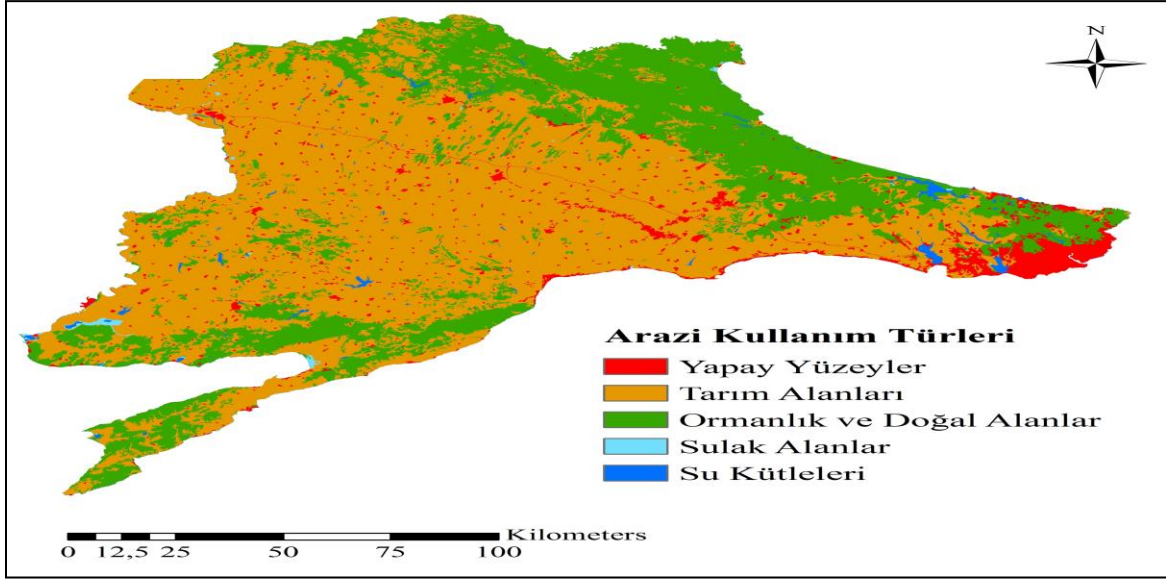 N
Arazi Kullanım Türleri
Yapay Yüzeyler
Tarım Alanları
Ormanlık ve Doğal Alanlar
Sulak Alanlar
Su Kütleleri
Kilometers
0 12,5 25 50 75 100